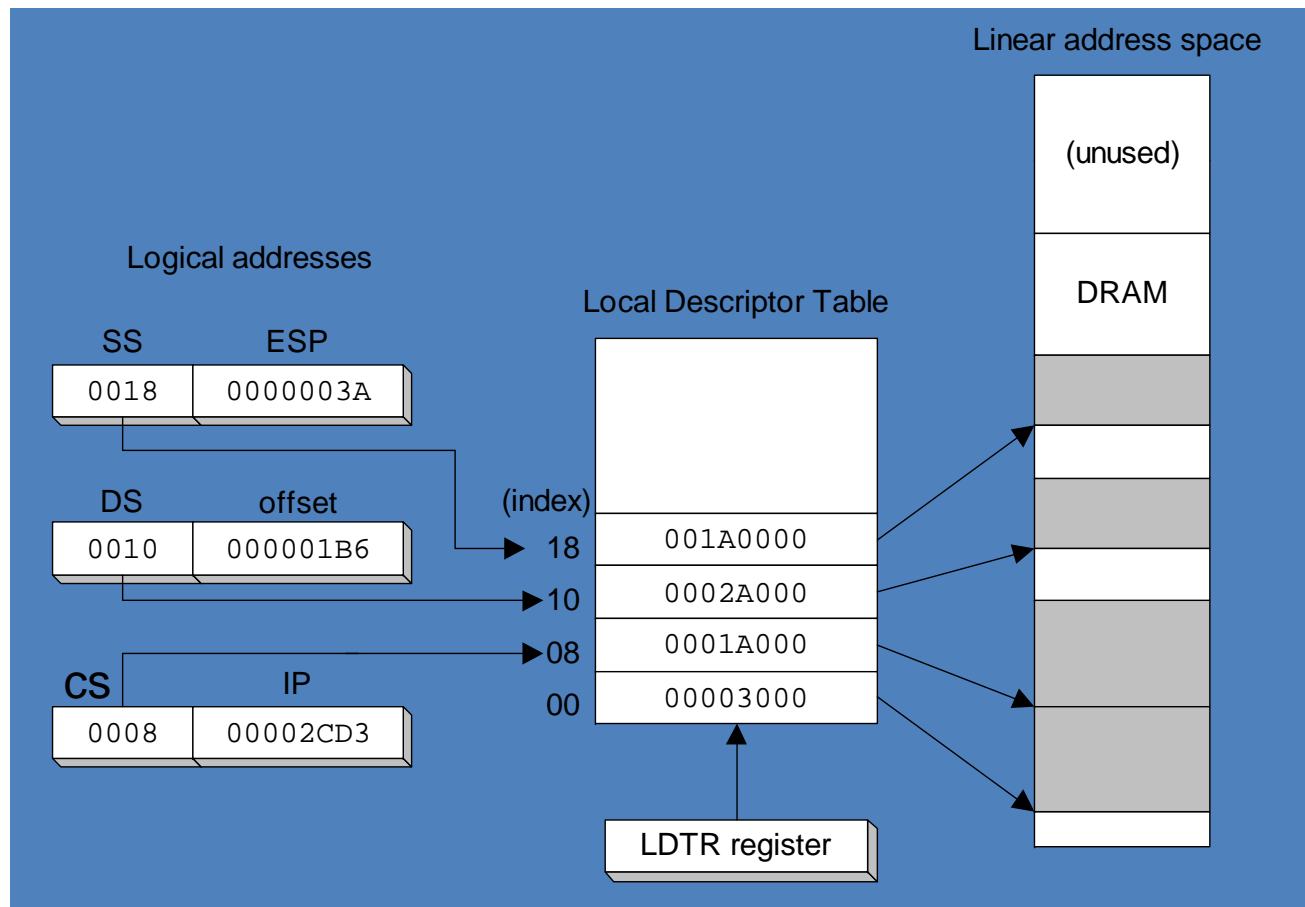 Linear address space
(unused)
Logical addresses
DRAM
Local Descriptor Table
SS ESP
0018 0000003A
DS offset
(index)
0010 000001B6
18 001A0000
10 0002A000
08 0001A000
CS IP
00 00003000
0008 00002CD3
LDTR register